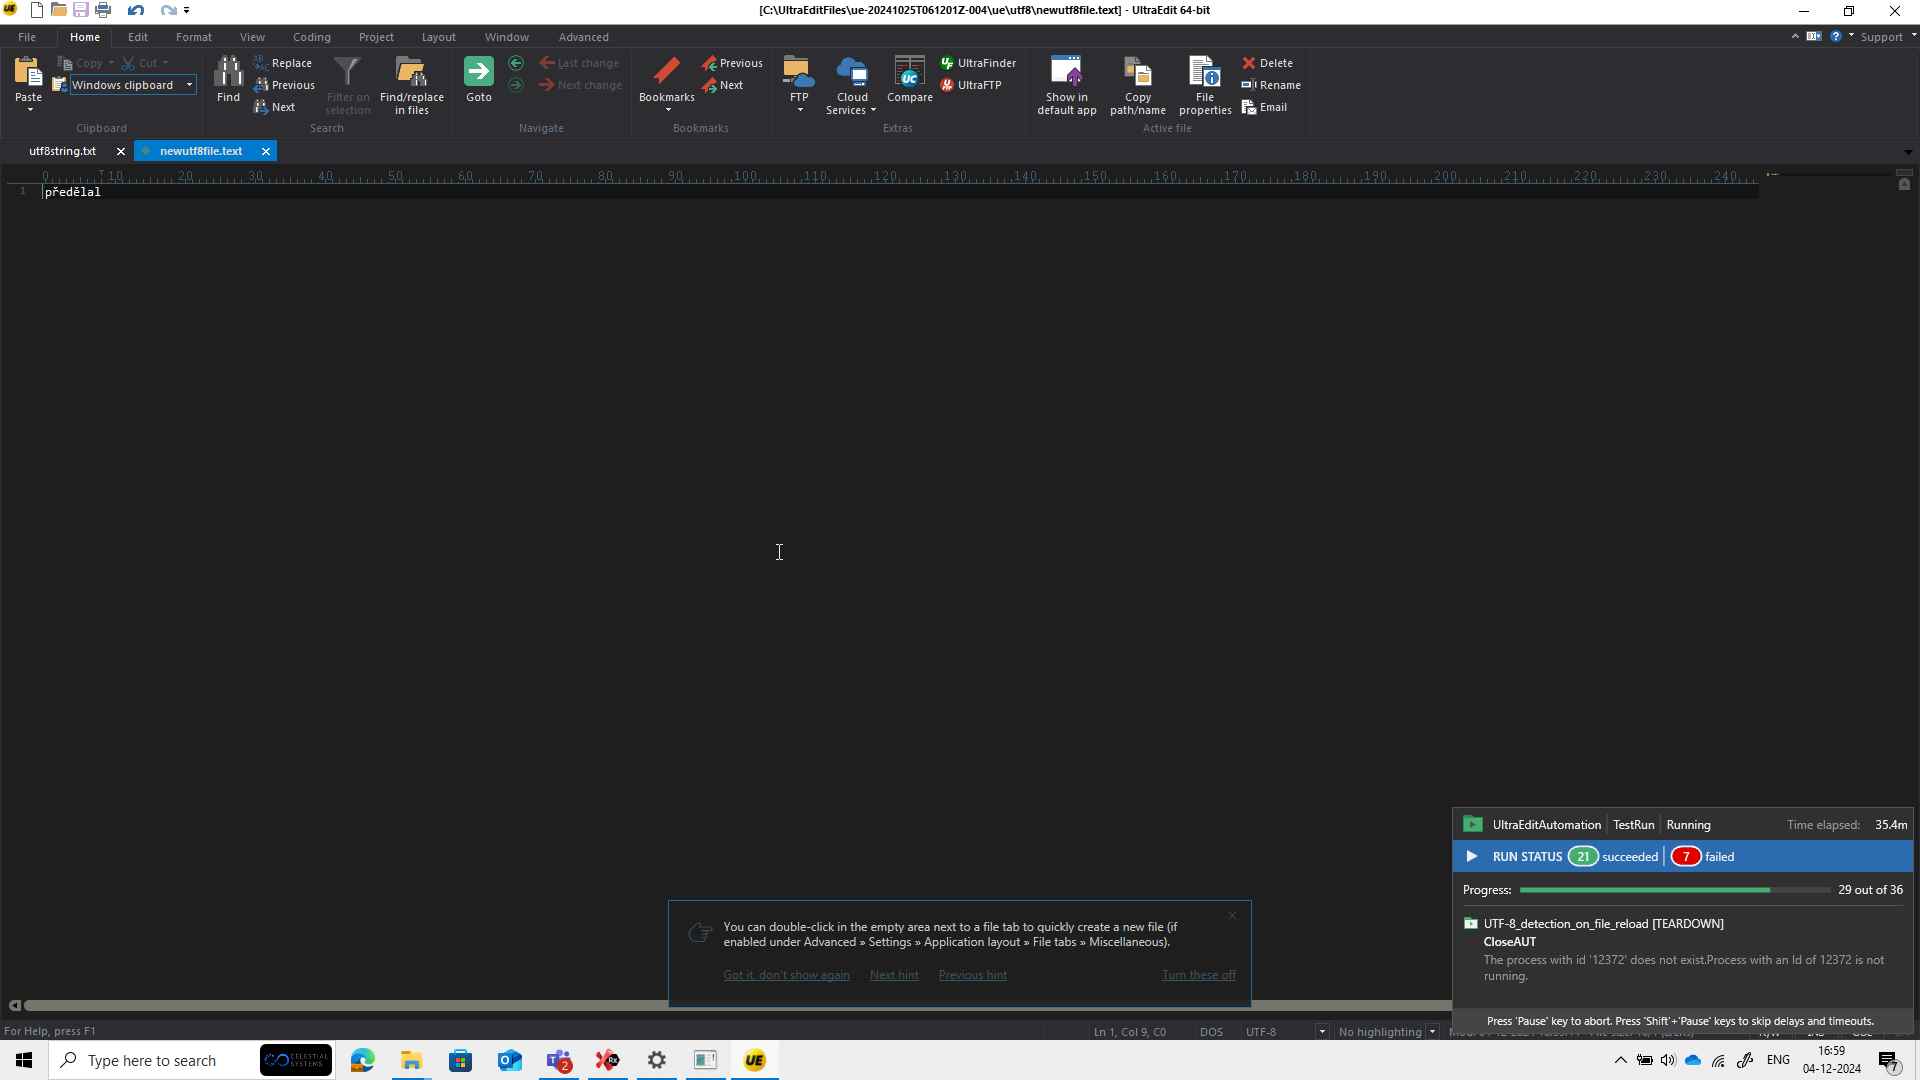 [C:\UltraEditFiles\ue-20241025T061201Z-004\ue\utf8\newutf8file.text] - UltraEdit 64-bit
File Home Edit Format View Coding Project Layout Window Advanced Support
Paste Copy Cut Windows clipboard Clipboard
Find Replace Previous Next Filter on selection Find/replace in files Search
Goto Last change Next change Navigate
Bookmarks Previous Next Bookmarks
FTP Cloud Services Compare UltraFinder UltraFTP Extras
Show in default app Copy path/name File properties Delete Rename Email Active file
utf8string.txt newutf8file.text
0 10 20 30 40 50 60 70 80 90 100 110 120 130 140 150 160 170 180 190 200 210 220 230 240
1 předělal
UltraEditAutomation TestRun Running Time elapsed: 35.4m
RUN STATUS 21 succeeded 7 failed
Progress: 29 out of 36
UTF-8_detection_on_file_reload [TEARDOWN]
CloseAUT
The process with id '12372' does not exist.Process with an Id of 12372 is not
running.
Press 'Pause' key to abort. Press 'Shift'+'Pause' keys to skip delays and timeouts.
You can double-click in the empty area next to a file tab to quickly create a new file (if
enabled under Advanced » Settings » Application layout » File tabs » Miscellaneous).
Got it, don't show again Next hint Previous hint Turn these off
For Help, press F1 Ln 1, Col 9, C0 DOS UTF-8 No highlighting
Type here to search CELESTIAL SYSTEMS 2 ENG 16:59
04-12-2024 7